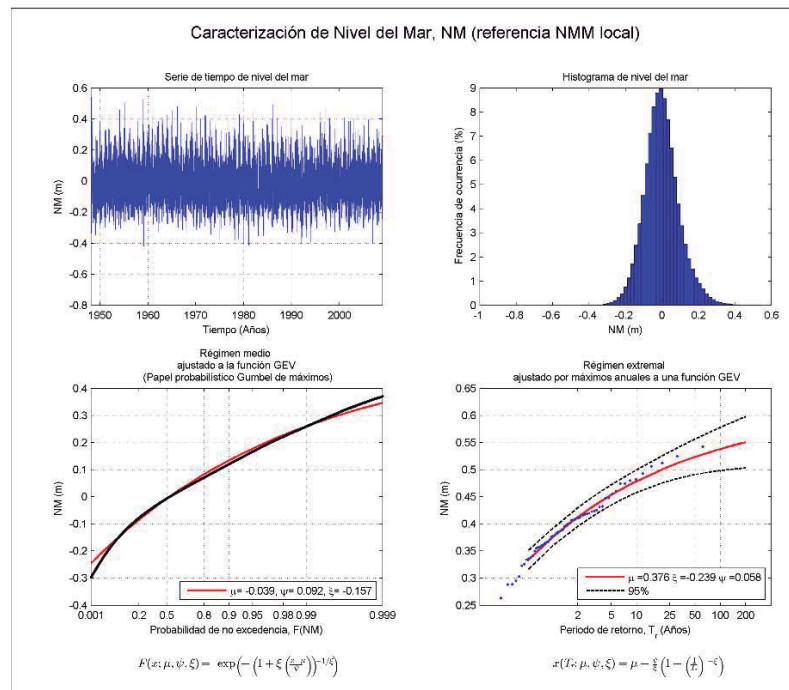 Caracterización de Nivel del Mar, NM (referencia NMM local)
Serie de tiempo de nivel del mar
0.6
0.4
0.2
0
-0.2
-0.4
-0.6
-0.8
NM (m)
1950 1960 1970 1980 1990 2000
Tiempo (Años)
Histograma de nivel del mar
9
8
7
6
5
4
3
2
1
0
Frecuencia de ocurrencia (%)
-1 -0.8 -0.6 -0.4 -0.2 0 0.2 0.4 0.6
NM (m)
Régimen medio
ajustado a la función GEV
(Papel probabilístico Gumbel de máximos)
0.4
0.3
0.2
0.1
0
-0.1
-0.2
-0.3
-0.4
NM (m)
μ= -0.039, ψ= 0.092, ξ= -0.157
0.001 0.2 0.5 0.8 0.9 0.95 0.98 0.99 0.999
Probabilidad de no excedencia, F(NM)
F(x; μ, ψ, ξ) = exp(-(1 + ξ((x-μ)/ψ))^(-1/ξ))
Régimen extremal
ajustado por máximos anuales a una función GEV
0.65
0.6
0.55
0.5
0.45
0.4
0.35
0.3
0.25
NM (m)
μ =0.376 ξ =-0.239 ψ =0.058
95%
2 5 10 20 50 100 200
Periodo de retorno, T_r (Años)